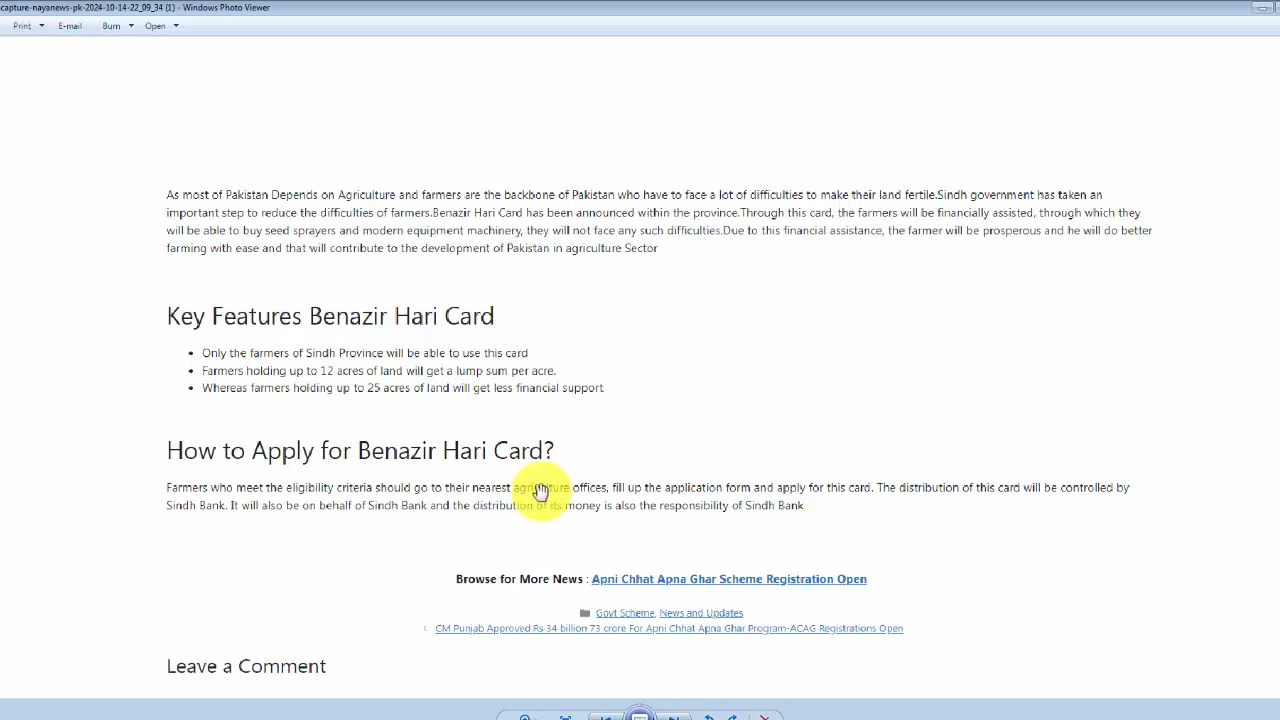 capture-nayanews-pk-2024-10-14-22_09_34 (1) - Windows Photo Viewer
Print E-mail Burn Open
As most of Pakistan Depends on Agriculture and farmers are the backbone of Pakistan who have to face a lot of difficulties to make their land fertile.Sindh government has taken an
important step to reduce the difficulties of farmers.Benazir Hari Card has been announced within the province.Through this card, the farmers will be financially assisted, through which they
will be able to buy seed sprayers and modern equipment machinery, they will not face any such difficulties.Due to this financial assistance, the farmer will be prosperous and he will do better
farming with ease and that will contribute to the development of Pakistan in agriculture Sector
Key Features Benazir Hari Card
• Only the farmers of Sindh Province will be able to use this card
• Farmers holding up to 12 acres of land will get a lump sum per acre.
• Whereas farmers holding up to 25 acres of land will get less financial support
How to Apply for Benazir Hari Card?
Farmers who meet the eligibility criteria should go to their nearest agriculture offices, fill up the application form and apply for this card. The distribution of this card will be controlled by
Sindh Bank. It will also be on behalf of Sindh Bank and the distribution of its money is also the responsibility of Sindh Bank
Browse for More News : Apni Chhat Apna Ghar Scheme Registration Open
Govt Scheme, News and Updates
CM Punjab Approved Rs 34 billion 73 crore For Apni Chhat Apna Ghar Program-ACAG Registrations Open
Leave a Comment